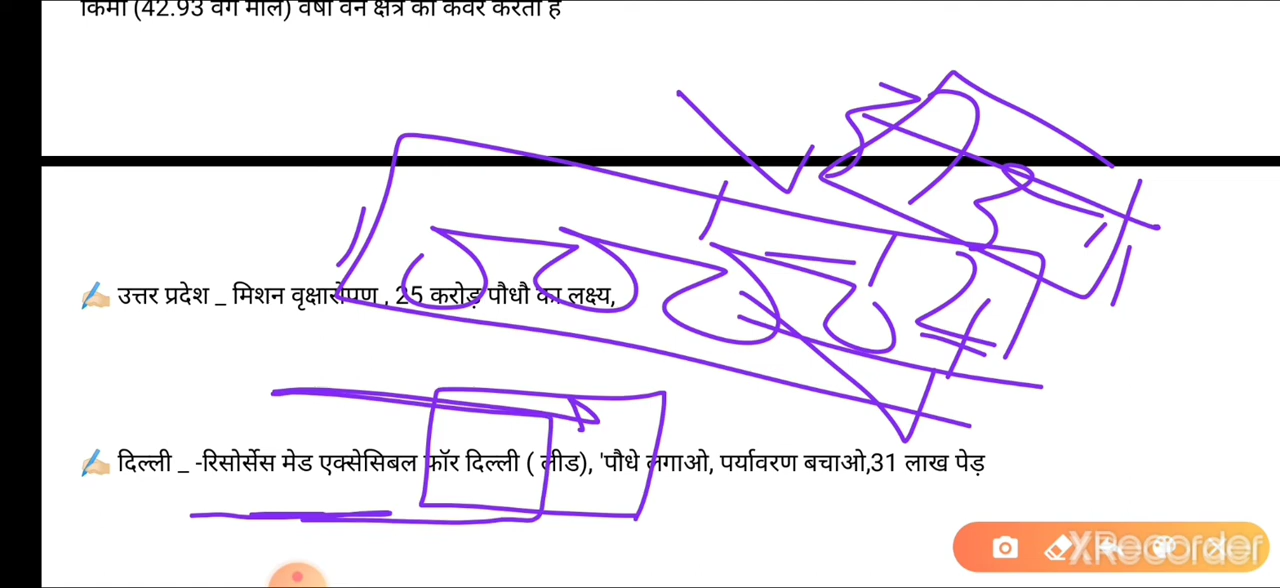 किमी (42.93 वर्ग मील) वर्षा वन क्षेत्र को कवर करता है
उत्तर प्रदेश _ मिशन वृक्षारोपण , 25 करोड़ पौधौ का लक्ष्य,
दिल्ली _ -रिसोर्सेस मेड एक्सेसिबल फॉर दिल्ली ( लीड), 'पौधे लगाओ, पर्यावरण बचाओ,31 लाख पेड़
XRecorder